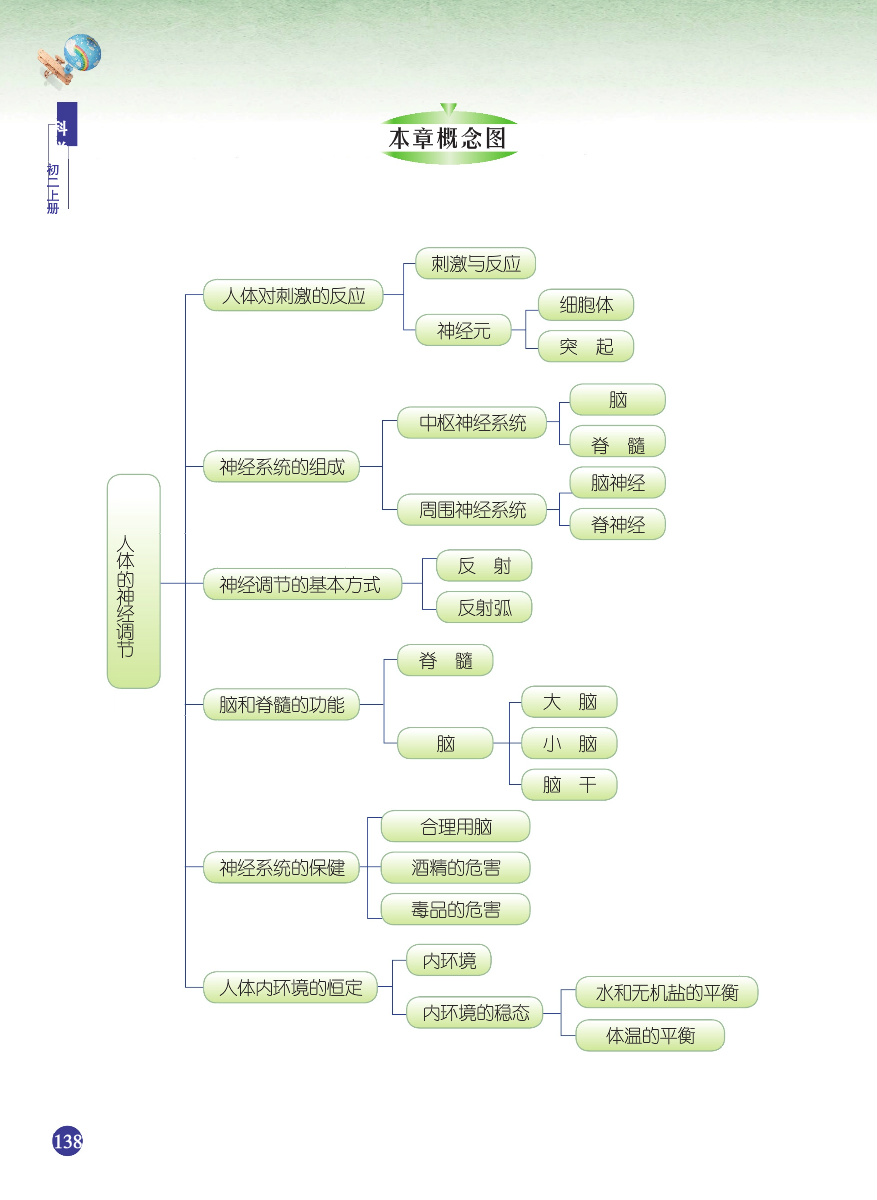 科
初二上册
本章概念图
人体的神经调节
人体对刺激的反应
刺激与反应
神经元
细胞体
突 起
神经系统的组成
中枢神经系统
脑
脊 髓
周围神经系统
脑神经
脊神经
神经调节的基本方式
反 射
反射弧
脑和脊髓的功能
脊 髓
脑
大 脑
小 脑
脑 干
神经系统的保健
合理用脑
酒精的危害
毒品的危害
人体内环境的恒定
内环境
内环境的稳态
水和无机盐的平衡
体温的平衡
138